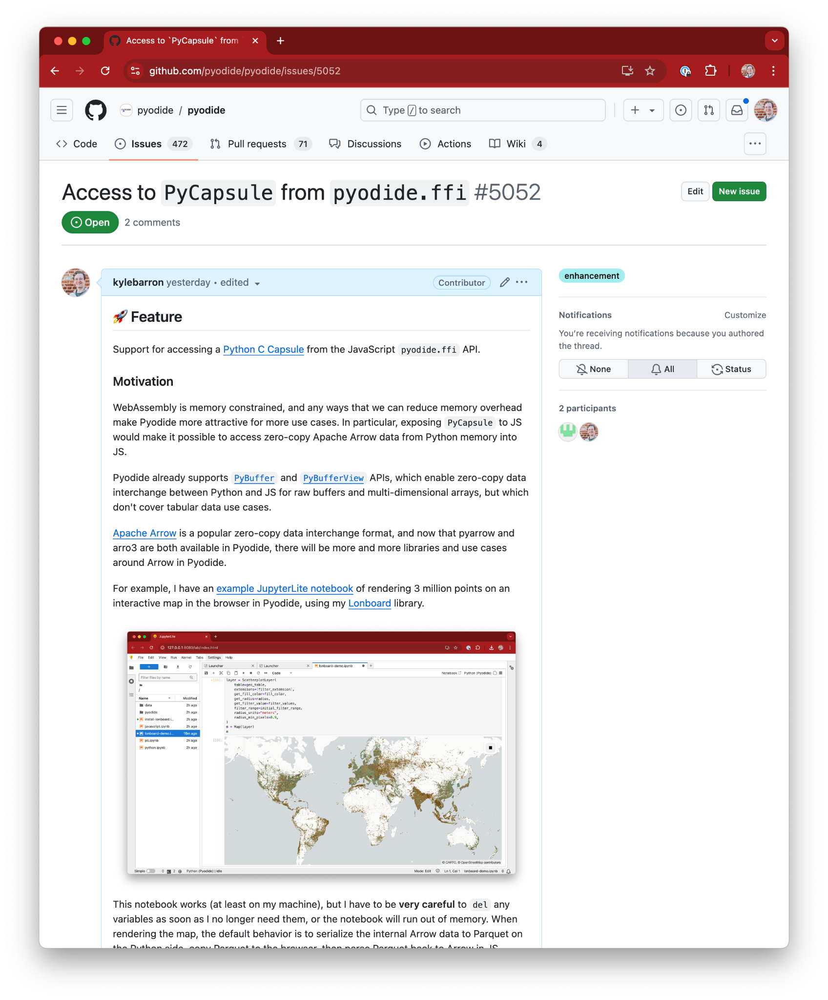 Access to `PyCapsule` from
github.com/pyodide/pyodide/issues/5052
pyodide / pyodide
Type / to search
Code
Issues 472
Pull requests 71
Discussions
Actions
Wiki 4
Access to PyCapsule from pyodide.ffi #5052
Edit
New issue
Open
2 comments
kylebarron yesterday • edited
Contributor
🚀 Feature
Support for accessing a Python C Capsule from the JavaScript pyodide.ffi API.
Motivation
WebAssembly is memory constrained, and any ways that we can reduce memory overhead
make Pyodide more attractive for more use cases. In particular, exposing PyCapsule to JS
would make it possible to access zero-copy Apache Arrow data from Python memory into
JS.
Pyodide already supports PyBuffer and PyBufferView APIs, which enable zero-copy data
interchange between Python and JS for raw buffers and multi-dimensional arrays, but which
don't cover tabular data use cases.
Apache Arrow is a popular zero-copy data interchange format, and now that pyarrow and
arro3 are both available in Pyodide, there will be more and more libraries and use cases
around Arrow in Pyodide.
For example, I have an example JupyterLite notebook of rendering 3 million points on an
interactive map in the browser in Pyodide, using my Lonboard library.
JupyterLite
127.0.0.1:8080/lab/index.html
File Edit View Run Kernel Tabs Settings Help
Filter files by name
/
Name Modified
data 2h ago
pyodide 2h ago
install-lonboard.i... 2h ago
javascript.ipynb 2h ago
lonboard-demo.i... 16m ago
p5.ipynb 2h ago
python.ipynb 2h ago
Launcher
Launcher
lonboard-demo.ipynb
Code
Notebook
Python (Pyodide)
[19]:
layer = ScatterplotLayer(
table=geo_table,
extensions=[filter_extension],
get_fill_color=fill_color,
get_radius=radius,
get_filter_value=filter_values,
filter_range=initial_filter_range,
radius_units="meters",
radius_min_pixels=0.9,
)
m = Map(layer)
m
[19]:
© CARTO, © OpenStreetMap contributors
Simple 0 2 Python (Pyodide) | Idle
Mode: Edit Ln 1, Col 1 lonboard-demo.ipynb 0
This notebook works (at least on my machine), but I have to be very careful to del any
variables as soon as I no longer need them, or the notebook will run out of memory. When
rendering the map, the default behavior is to serialize the internal Arrow data to Parquet on
the Python side, copy Parquet to the browser, then parse Parquet back to Arrow in JS.
enhancement
Notifications
Customize
You're receiving notifications because you authored
the thread.
None
All
Status
2 participants